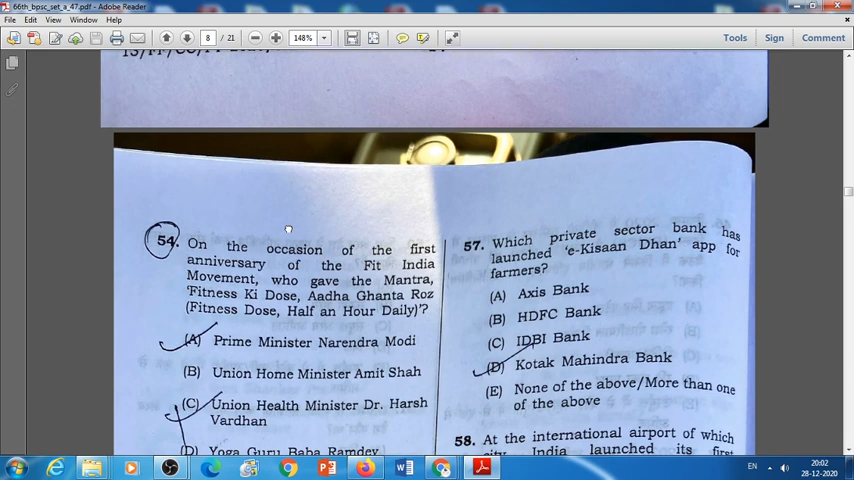 66th_bpsc_set_a_47.pdf - Adobe Reader
File Edit View Window Help
8 / 21
148%
Tools
Sign
Comment
54. On the occasion of the first
anniversary of the Fit India
Movement, who gave the Mantra,
'Fitness Ki Dose, Aadha Ghanta Roz
(Fitness Dose, Half an Hour Daily)'?
(A) Prime Minister Narendra Modi
(B) Union Home Minister Amit Shah
(C) Union Health Minister Dr. Harsh
Vardhan
(D) Yoga Guru Baba Ramdev
57. Which private sector bank has
launched 'e-Kisaan Dhan' app for
farmers?
(A) Axis Bank
(B) HDFC Bank
(C) IDBI Bank
(D) Kotak Mahindra Bank
(E) None of the above/More than one
of the above
58. At the international airport of which
city, India launched its first
EN
20:02
28-12-2020